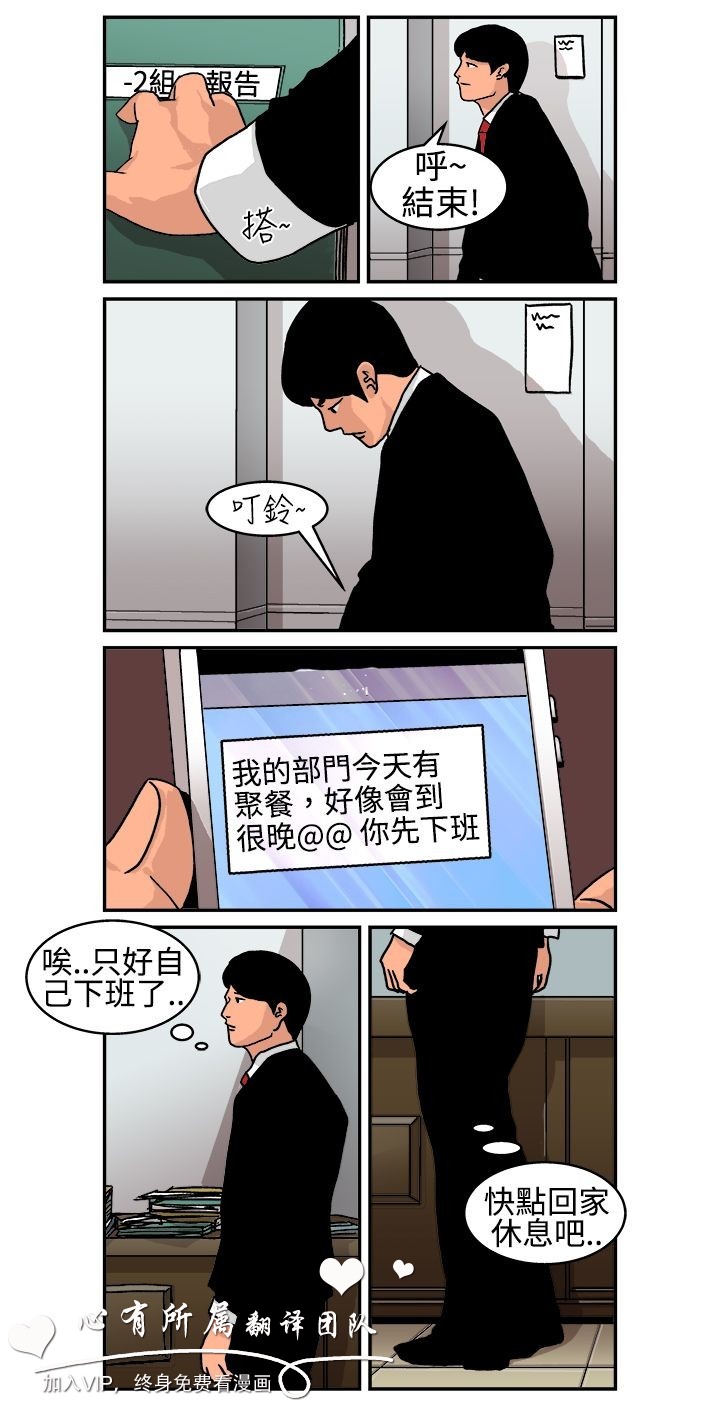 -2組 報告
搭~
呼~
結束!
叮鈴~
我的部門今天有
聚餐，好像會到
很晚@@ 你先下班
唉..只好自
己下班了..
快點回家
休息吧..
心有所属翻译团队
加入VIP，终身免费看漫画